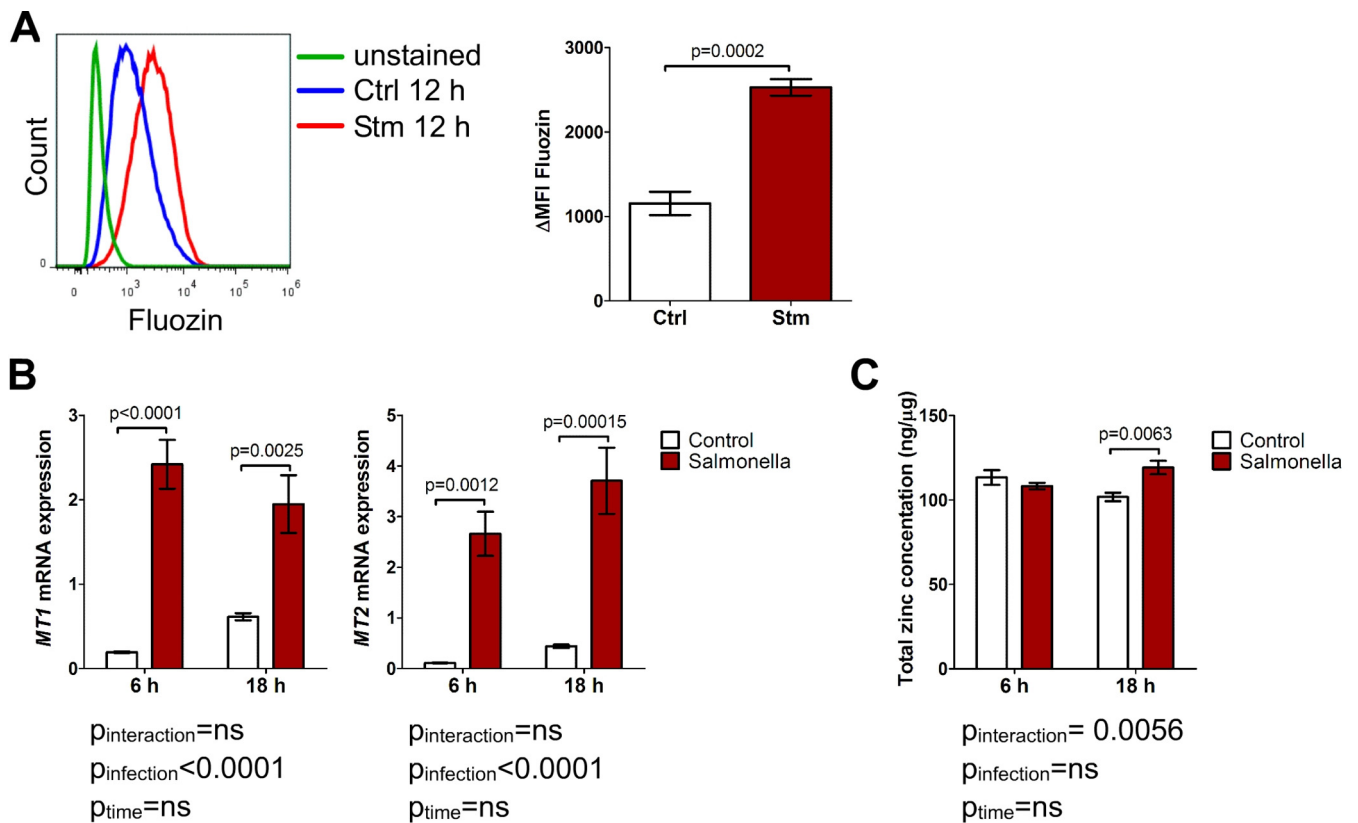 A
unstained
Ctrl 12 h
Stm 12 h
Count
0
0 10³ 10⁴ 10⁵ 10⁶
Fluozin
ΔMFI Fluozin
3000
2000
1000
0
p=0.0002
Ctrl Stm
B
MT1 mRNA expression
3
2
1
0
p<0.0001
p=0.0025
6 h 18 h
pinteraction=ns
pinfection<0.0001
ptime=ns
MT2 mRNA expression
5
4
3
2
1
0
p=0.0012
p=0.00015
6 h 18 h
Control
Salmonella
pinteraction=ns
pinfection<0.0001
ptime=ns
C
Total zinc concentration (ng/µg)
150
100
50
0
p=0.0063
6 h 18 h
Control
Salmonella
pinteraction= 0.0056
pinfection=ns
ptime=ns